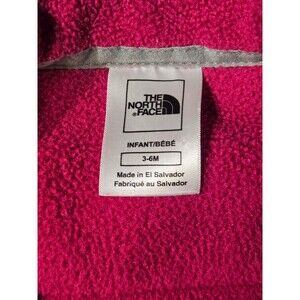 THE
NORTH
FACE
INFANT/BÉBÉ
3-6M
Made in El Salvador
Fabriqué au Salvador